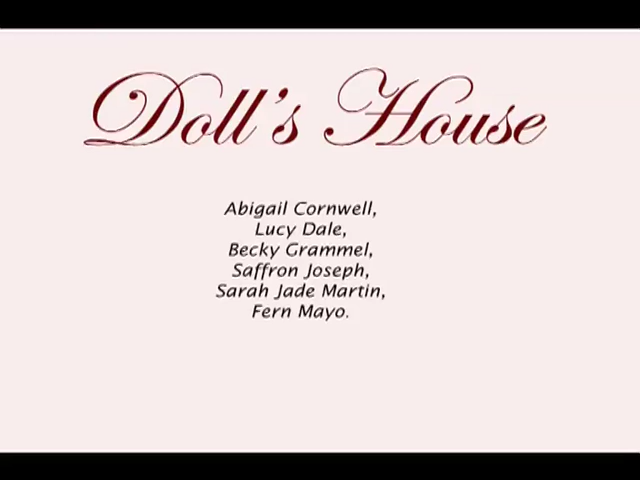 Doll's House
Abigail Cornwell,
Lucy Dale,
Becky Grammel,
Saffron Joseph,
Sarah Jade Martin,
Fern Mayo.